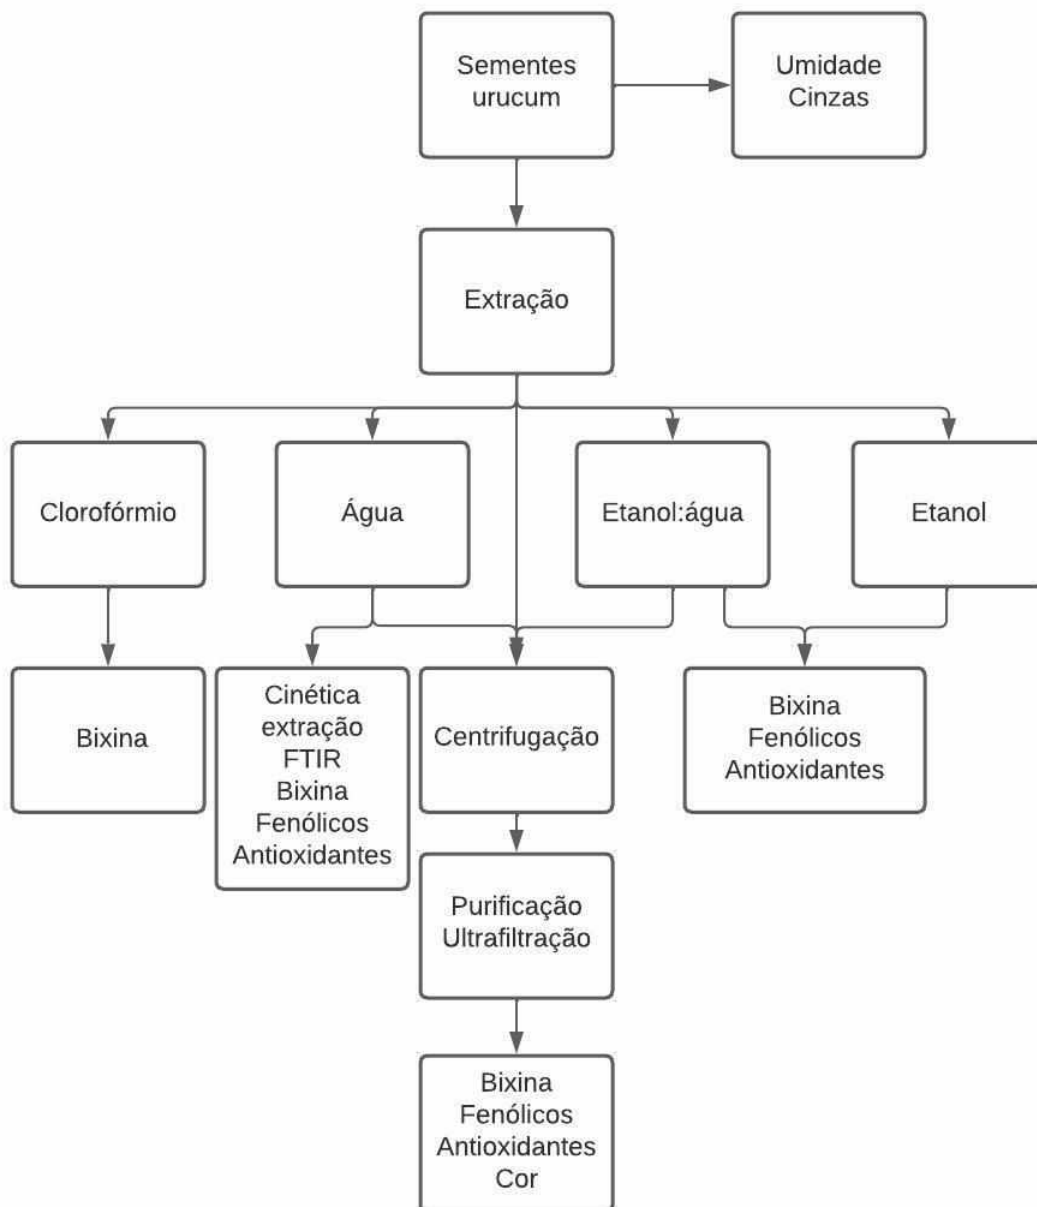 Sementes
urucum
Umidade
Cinzas
Extração
Clorofórmio
Água
Etanol:água
Etanol
Bixina
Cinética
extração
FTIR
Bixina
Fenólicos
Antioxidantes
Centrifugação
Bixina
Fenólicos
Antioxidantes
Purificação
Ultrafiltração
Bixina
Fenólicos
Antioxidantes
Cor